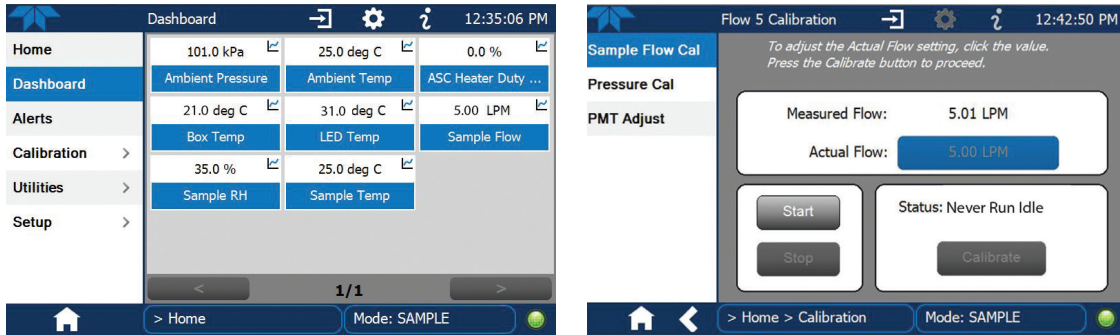 Dashboard
12:35:06 PM
Home
Dashboard
Alerts
Calibration >
Utilities >
Setup >
101.0 kPa
25.0 deg C
0.0 %
Ambient Pressure
Ambient Temp
ASC Heater Duty ...
21.0 deg C
31.0 deg C
5.00 LPM
Box Temp
LED Temp
Sample Flow
35.0 %
25.0 deg C
Sample RH
Sample Temp
< 1/1 >
> Home
Mode: SAMPLE
Flow 5 Calibration
12:42:50 PM
Sample Flow Cal
Pressure Cal
PMT Adjust
To adjust the Actual Flow setting, click the value.
Press the Calibrate button to proceed.
Measured Flow: 5.01 LPM
Actual Flow: 5.00 LPM
Start
Stop
Status: Never Run Idle
Calibrate
> Home > Calibration
Mode: SAMPLE